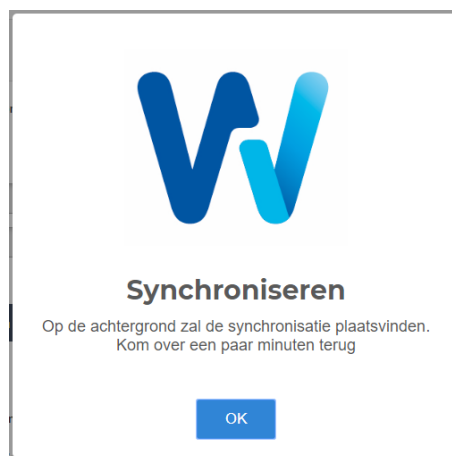 Synchroniseren
Op de achtergrond zal de synchronisatie plaatsvinden.
Kom over een paar minuten terug
OK